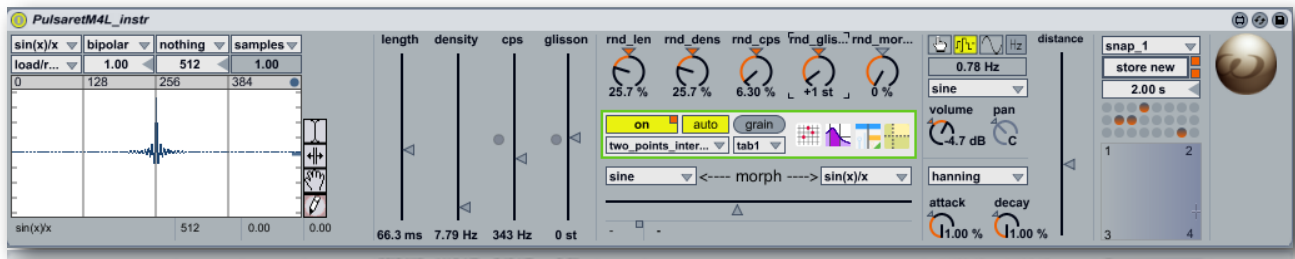 PulsaretM4L_instr
sin(x)/x bipolar nothing samples
load/r... 1.00 512 1.00
0 128 256 384
sin(x)/x 512 0.00 0.00
length density cps glisson
66.3 ms 7.79 Hz 343 Hz 0 st
rnd_len rnd_dens rnd_cps rnd_glis... rnd_mor...
25.7 % 25.7 % 6.30 % +1 st 0 %
on auto grain
two_points_inter... tab1
sine <---- morph ----> sin(x)/x
- -
Hz
0.78 Hz
sine
volume pan
-4.7 dB C
hanning
attack decay
1.00 % 1.00 %
distance
snap_1
store new
2.00 s
1 2
3 4